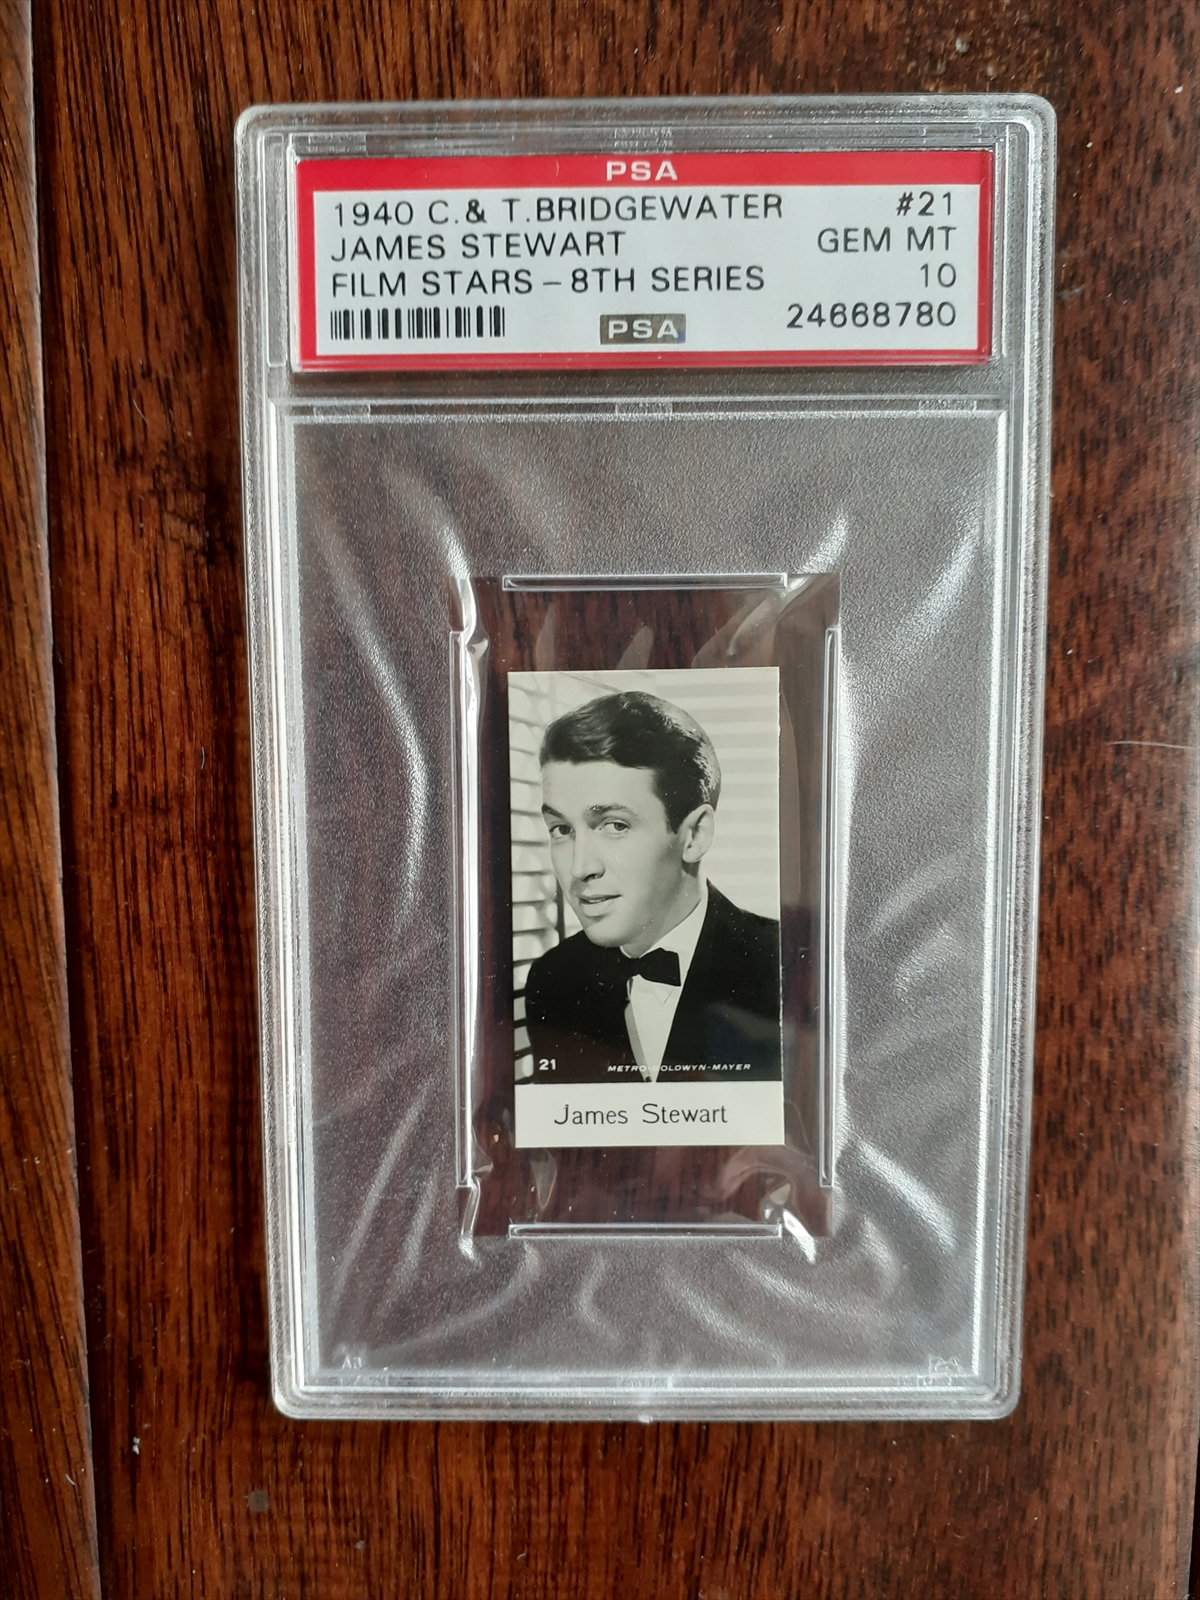 PSA
1940 C.& T.BRIDGEWATER #21
JAMES STEWART GEM MT
FILM STARS – 8TH SERIES 10
PSA 24668780
21 METRO-GOLDWYN-MAYER
James Stewart